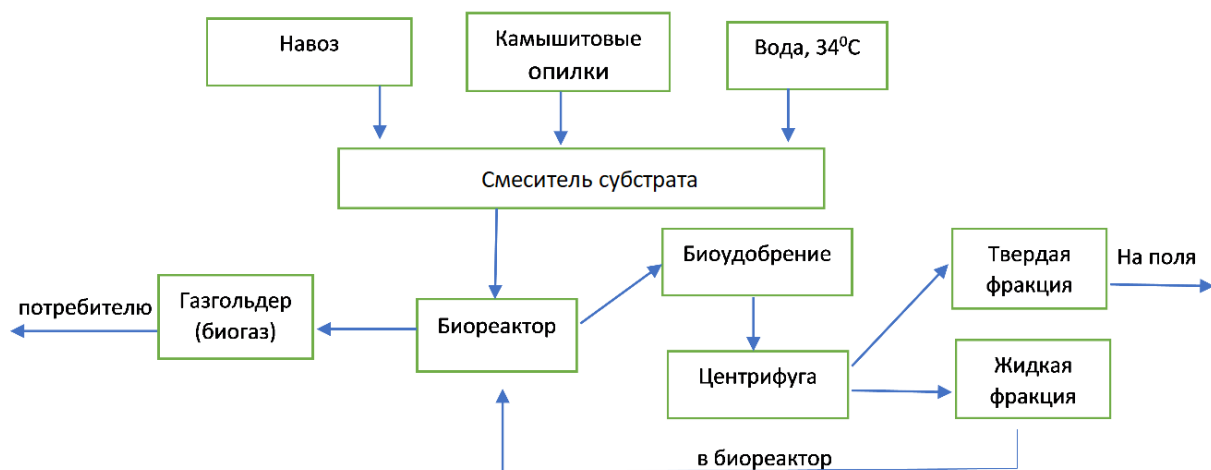 Навоз
Камышитовые
опилки
Вода, 34⁰С
Смеситель субстрата
Биоудобрение
Твердая
фракция
На поля
потребителю
Газгольдер
(биогаз)
Биореактор
Центрифуга
Жидкая
фракция
в биореактор